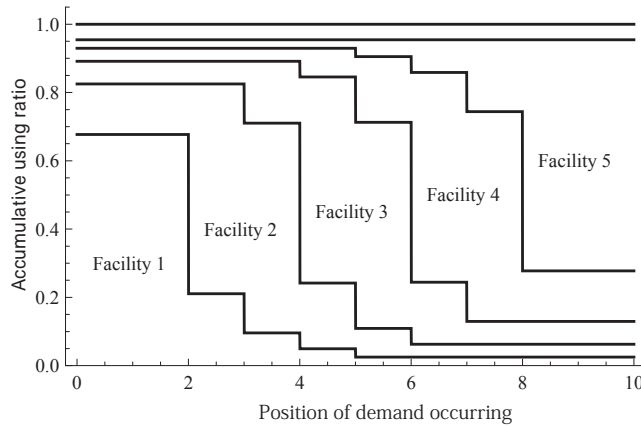 1.0
0.8
0.6
0.4
0.2
0.0
Accumulative using ratio
Facility 1
Facility 2
Facility 3
Facility 4
Facility 5
0 2 4 6 8 10
Position of demand occurring